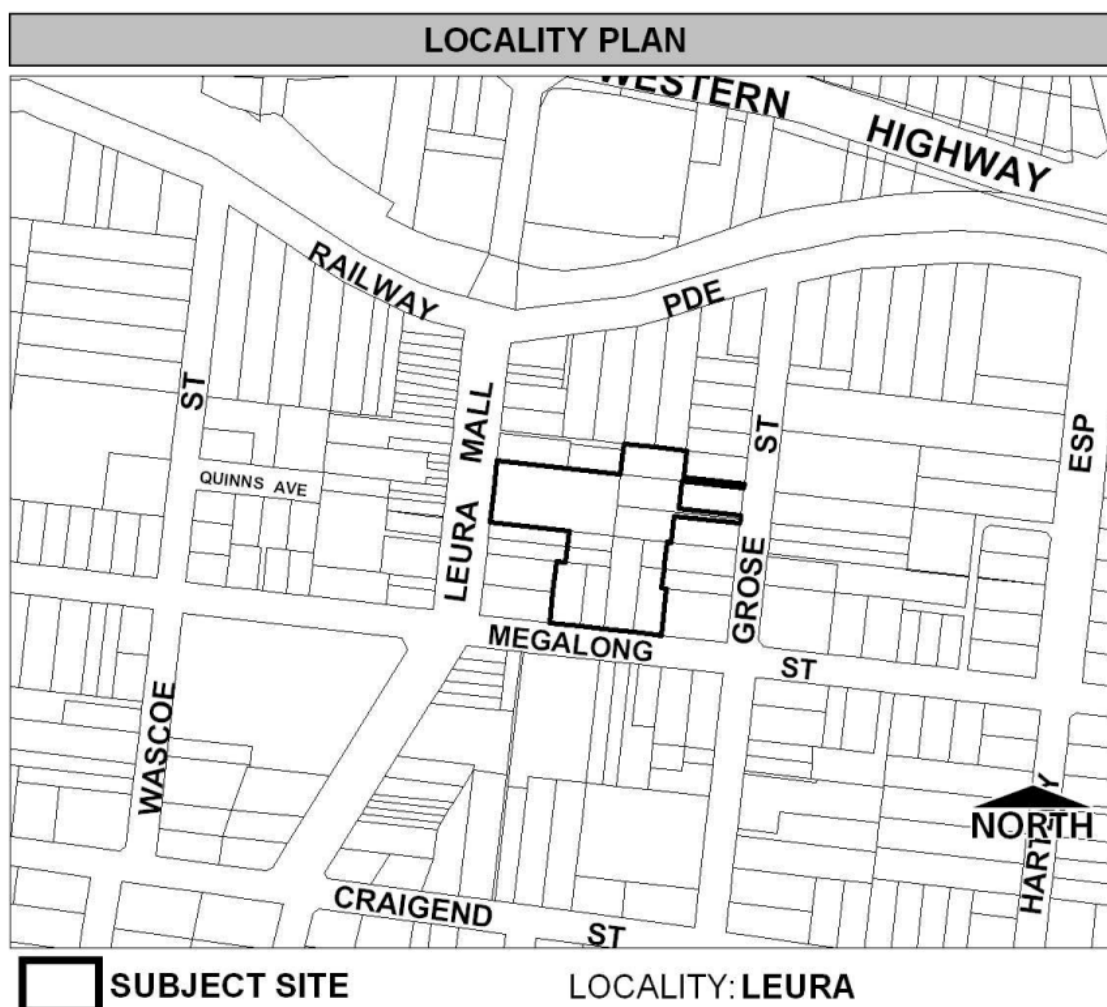 LOCALITY PLAN
WESTERN
HIGHWAY
RAILWAY
PDE
ST
MALL
ST
ESP
QUINNS AVE
LEURA
GROSE
MEGALONG
ST
WASCOE
NORTH
CRAIGEND
ST
SUBJECT SITE
LOCALITY: LEURA